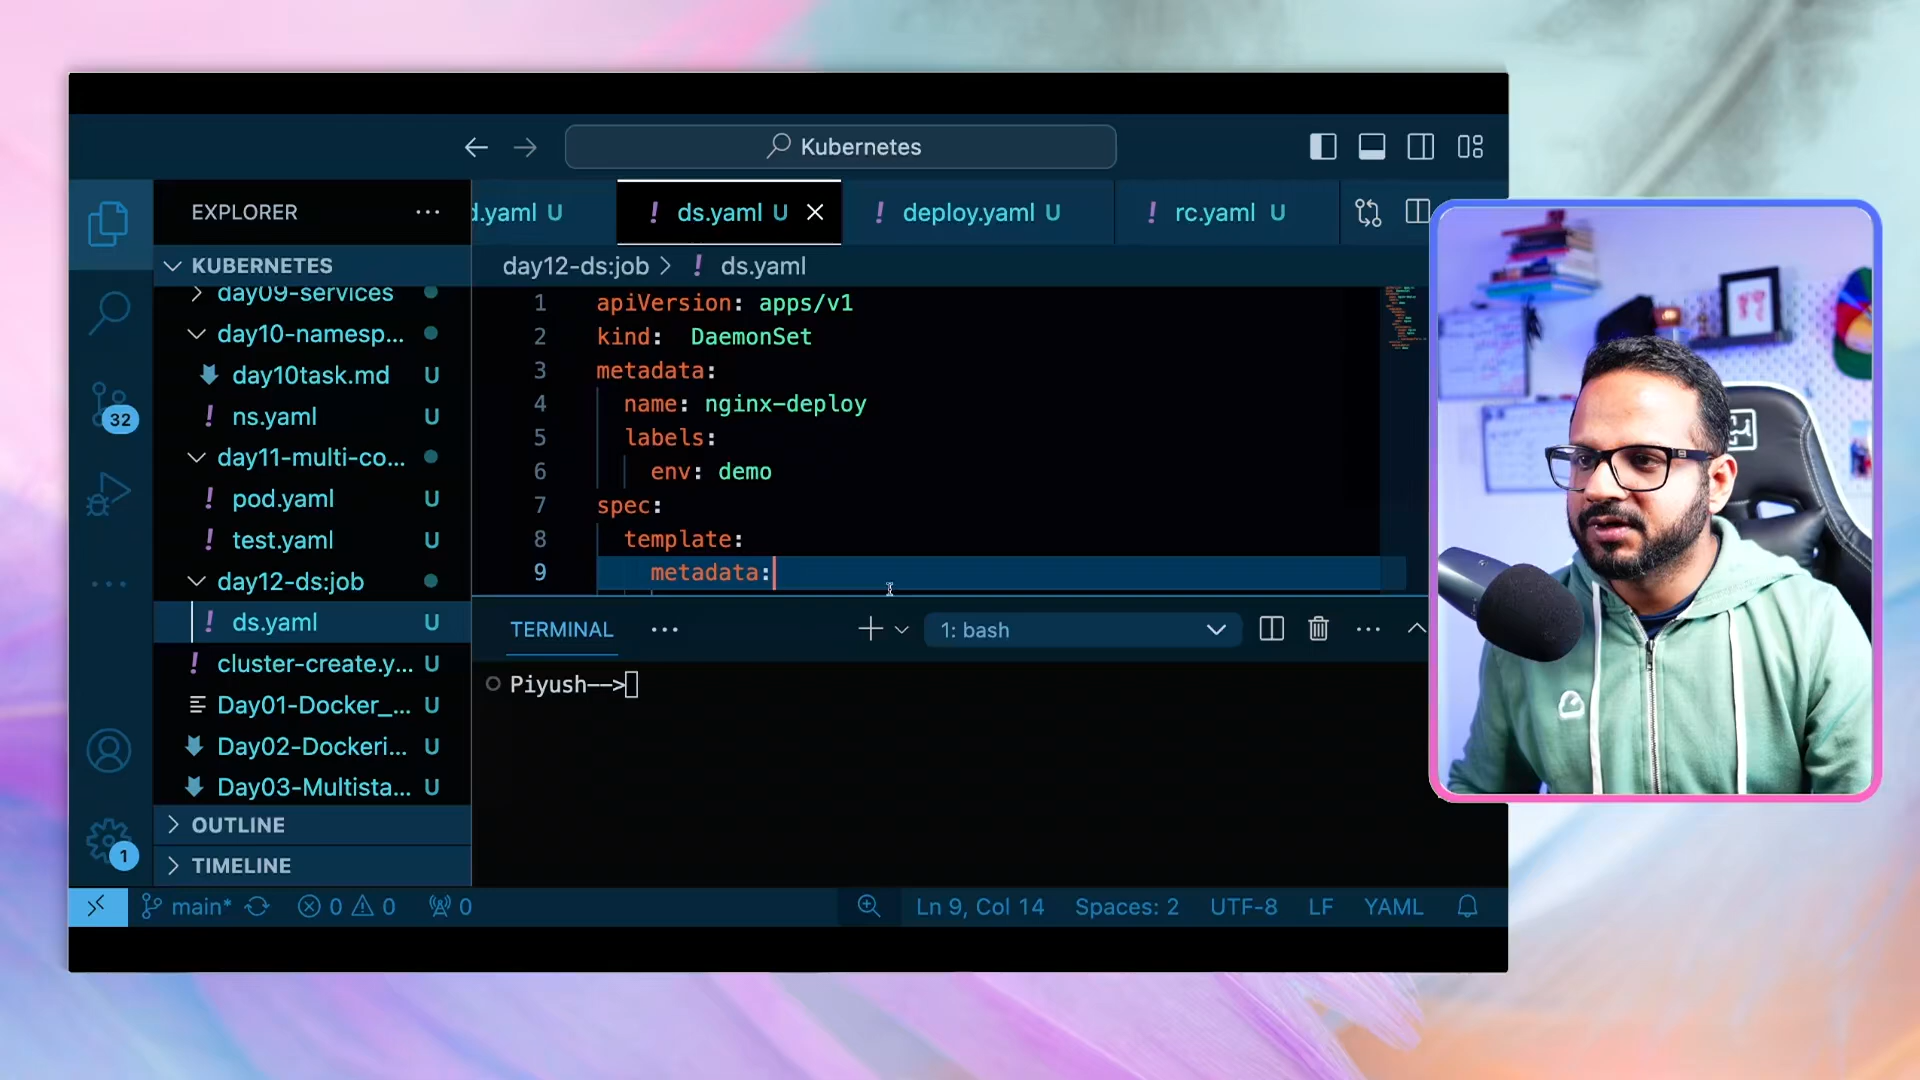 Kubernetes
EXPLORER
d.yaml U
! ds.yaml U
! deploy.yaml U
! rc.yaml U
KUBERNETES
day12-ds:job > ! ds.yaml
day09-services
day10-namesp...
day10task.md U
! ns.yaml U
day11-multi-co...
! pod.yaml U
! test.yaml U
day12-ds:job
! ds.yaml U
! cluster-create.y... U
Day01-Docker_... U
Day02-Dockeri... U
Day03-Multista... U
OUTLINE
TIMELINE
32
1
1 apiVersion: apps/v1
2 kind:  DaemonSet
3 metadata:
4 name: nginx-deploy
5 labels:
6 env: demo
7 spec:
8 template:
9 metadata:
TERMINAL
1: bash
Piyush-->
main*
0
0
0
Ln 9, Col 14
Spaces: 2
UTF-8
LF
YAML